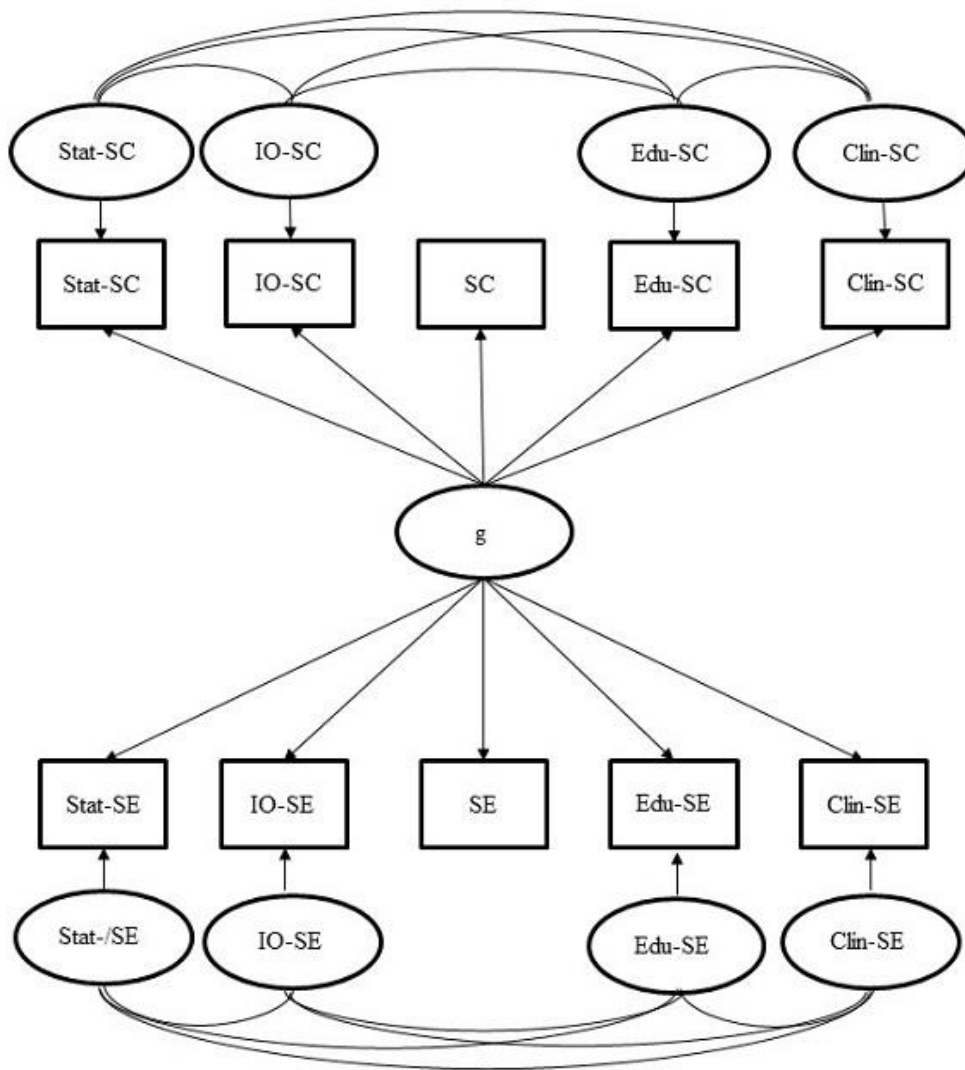 Stat-SC
IO-SC
Edu-SC
Clin-SC
Stat-SC
IO-SC
SC
Edu-SC
Clin-SC
g
Stat-SE
IO-SE
SE
Edu-SE
Clin-SE
Stat-/SE
IO-SE
Edu-SE
Clin-SE